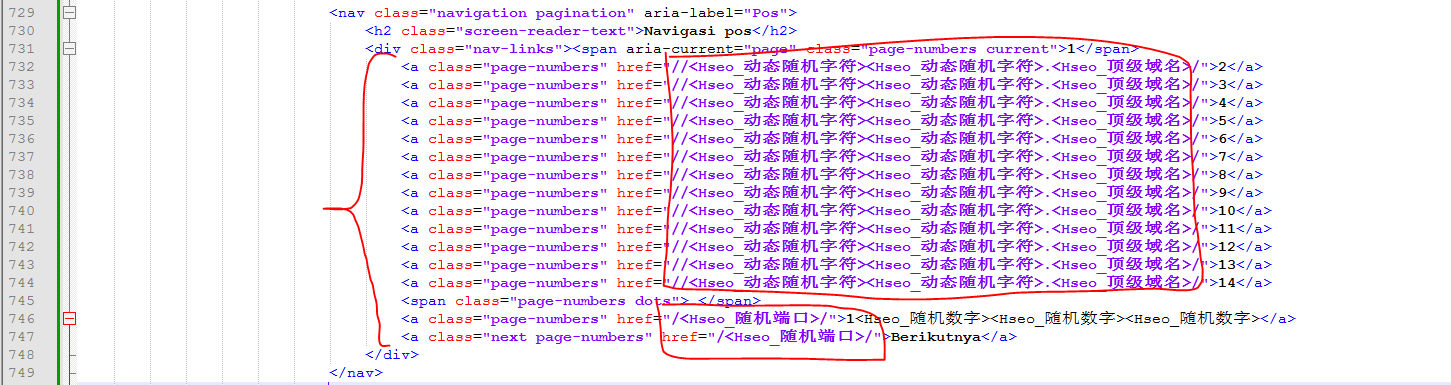 729 <nav class="navigation pagination" aria-label="Pos">
730 <h2 class="screen-reader-text">Navigasi pos</h2>
731 <div class="nav-links"><span aria-current="page" class="page-numbers current">1</span>
732 <a class="page-numbers" href="//<Hseo_动态随机字符><Hseo_动态随机字符>.<Hseo_顶级域名>/">2</a>
733 <a class="page-numbers" href="//<Hseo_动态随机字符><Hseo_动态随机字符>.<Hseo_顶级域名>/">3</a>
734 <a class="page-numbers" href="//<Hseo_动态随机字符><Hseo_动态随机字符>.<Hseo_顶级域名>/">4</a>
735 <a class="page-numbers" href="//<Hseo_动态随机字符><Hseo_动态随机字符>.<Hseo_顶级域名>/">5</a>
736 <a class="page-numbers" href="//<Hseo_动态随机字符><Hseo_动态随机字符>.<Hseo_顶级域名>/">6</a>
737 <a class="page-numbers" href="//<Hseo_动态随机字符><Hseo_动态随机字符>.<Hseo_顶级域名>/">7</a>
738 <a class="page-numbers" href="//<Hseo_动态随机字符><Hseo_动态随机字符>.<Hseo_顶级域名>/">8</a>
739 <a class="page-numbers" href="//<Hseo_动态随机字符><Hseo_动态随机字符>.<Hseo_顶级域名>/">9</a>
740 <a class="page-numbers" href="//<Hseo_动态随机字符><Hseo_动态随机字符>.<Hseo_顶级域名>/">10</a>
741 <a class="page-numbers" href="//<Hseo_动态随机字符><Hseo_动态随机字符>.<Hseo_顶级域名>/">11</a>
742 <a class="page-numbers" href="//<Hseo_动态随机字符><Hseo_动态随机字符>.<Hseo_顶级域名>/">12</a>
743 <a class="page-numbers" href="//<Hseo_动态随机字符><Hseo_动态随机字符>.<Hseo_顶级域名>/">13</a>
744 <a class="page-numbers" href="//<Hseo_动态随机字符><Hseo_动态随机字符>.<Hseo_顶级域名>/">14</a>
745 <span class="page-numbers dots"> </span>
746 <a class="page-numbers" href="/<Hseo_随机端口>/">1<Hseo_随机数字><Hseo_随机数字><Hseo_随机数字></a>
747 <a class="next page-numbers" href="/<Hseo_随机端口>/">Berikutnya</a>
748 </div>
749 </nav>